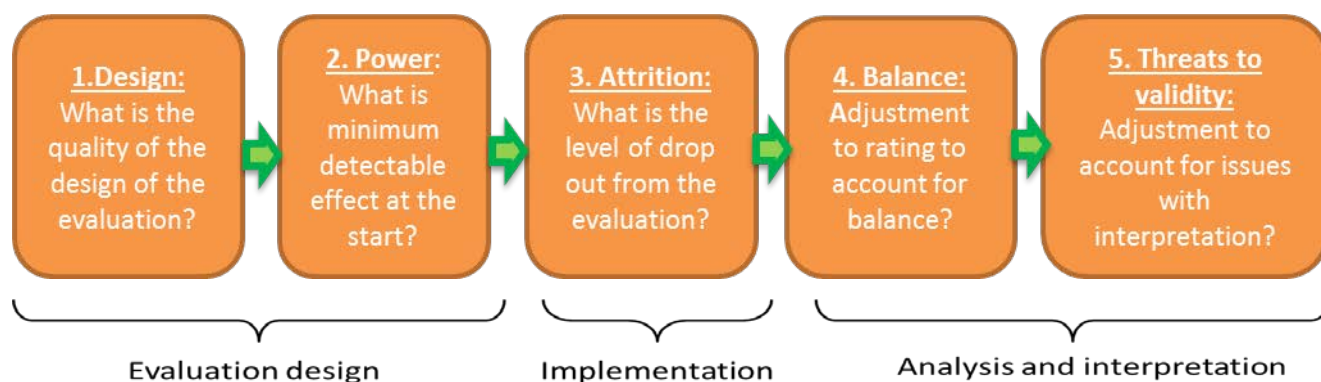 1.Design:
What is the
quality of the
design of the
evaluation?
2. Power:
What is
minimum
detectable
effect at the
start?
3. Attrition:
What is the
level of drop
out from the
evaluation?
4. Balance:
Adjustment
to rating to
account for
balance?
5. Threats to
validity:
Adjustment to
account for issues
with
interpretation?
Evaluation design
Implementation
Analysis and interpretation